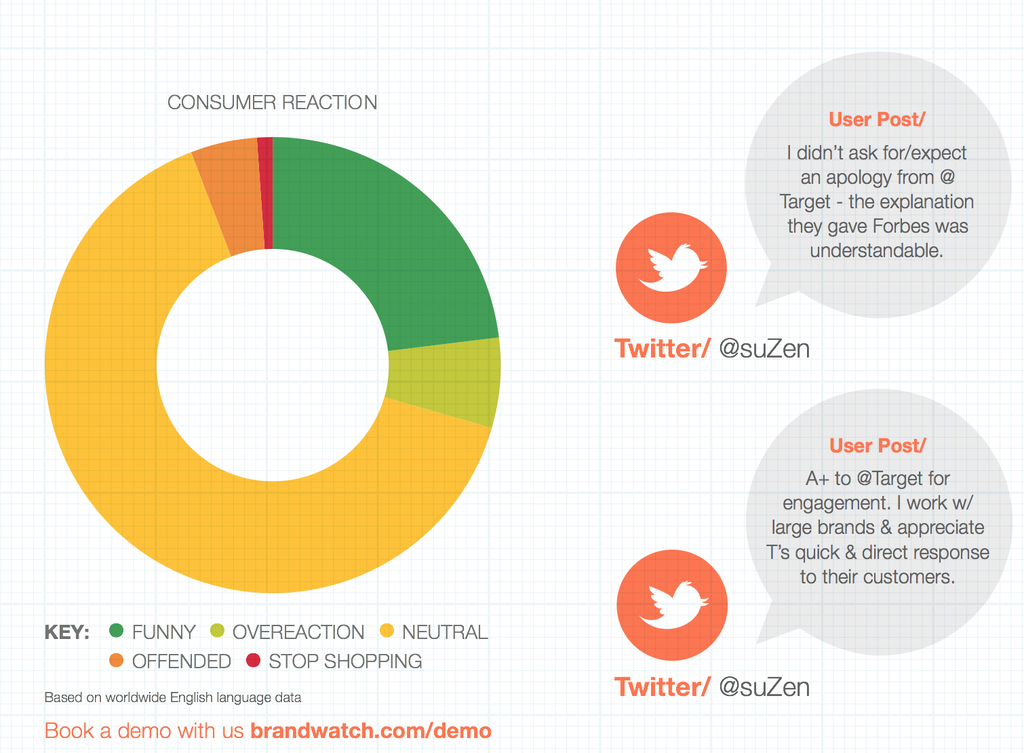 CONSUMER REACTION
KEY: FUNNY OVEREACTION NEUTRAL
OFFENDED STOP SHOPPING
Based on worldwide English language data
Book a demo with us brandwatch.com/demo
User Post/
I didn't ask for/expect
an apology from @
Target - the explanation
they gave Forbes was
understandable.
Twitter/ @suZen
User Post/
A+ to @Target for
engagement. I work w/
large brands & appreciate
T's quick & direct response
to their customers.
Twitter/ @suZen